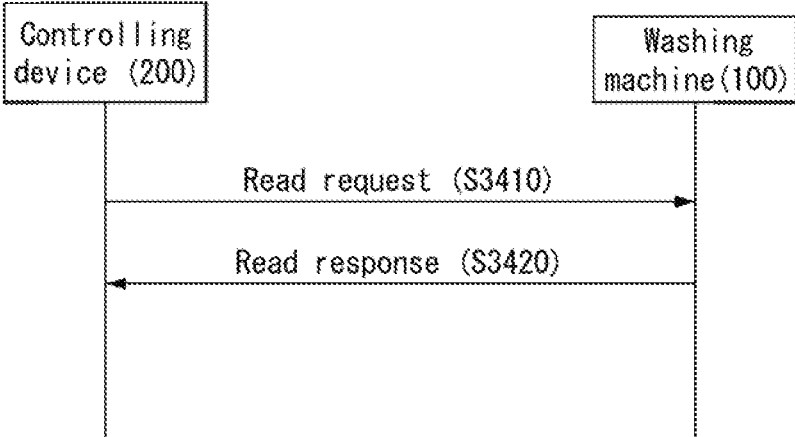 Controlling
device (200)
Washing
machine(100)
Read request (S3410)
Read response (S3420)